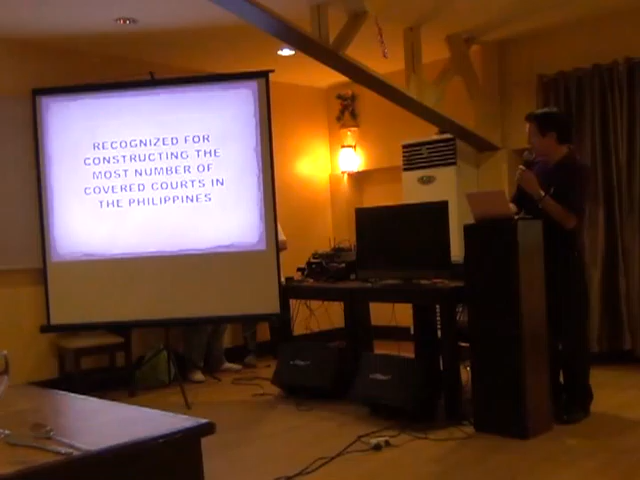 RECOGNIZED FOR
CONSTRUCTING THE
MOST NUMBER OF
COVERED COURTS IN
THE PHILIPPINES